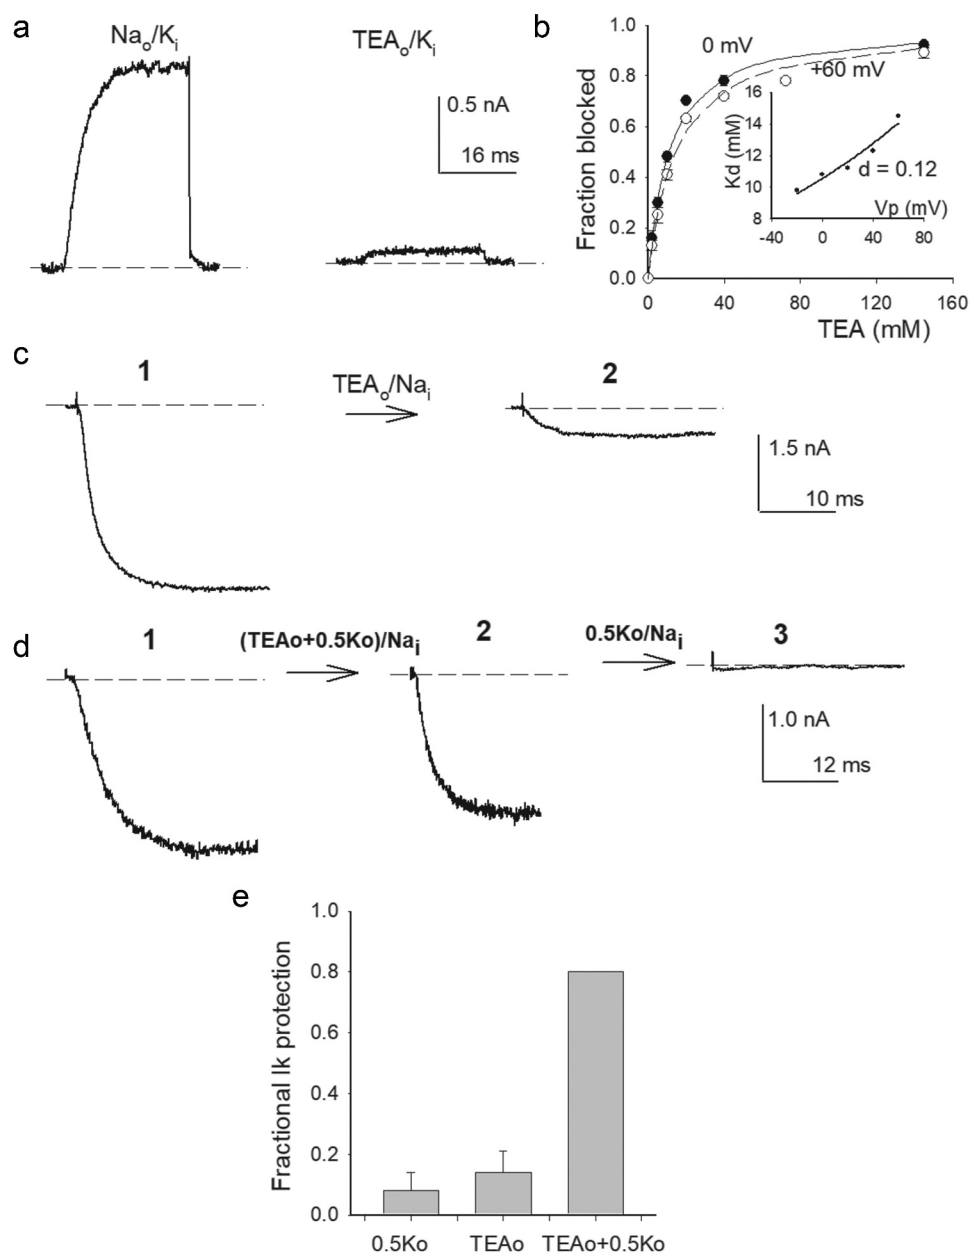 a
Naₒ/Kᵢ
TEAₒ/Kᵢ
0.5 nA
16 ms
b
Fraction blocked
1.0
0.8
0.6
0.4
0.2
0.0
0 mV
+60 mV
Kd (mM)
16
14
12
10
8
d = 0.12
Vp (mV)
-40 0 40 80
0 40 80 120 160
TEA (mM)
c
1
TEAₒ/Naᵢ
2
1.5 nA
10 ms
d
1
(TEAo+0.5Ko)/Naᵢ
2
0.5Ko/Naᵢ
3
1.0 nA
12 ms
e
Fractional Ik protection
1.0
0.8
0.6
0.4
0.2
0.0
0.5Ko TEAo TEAo+0.5Ko